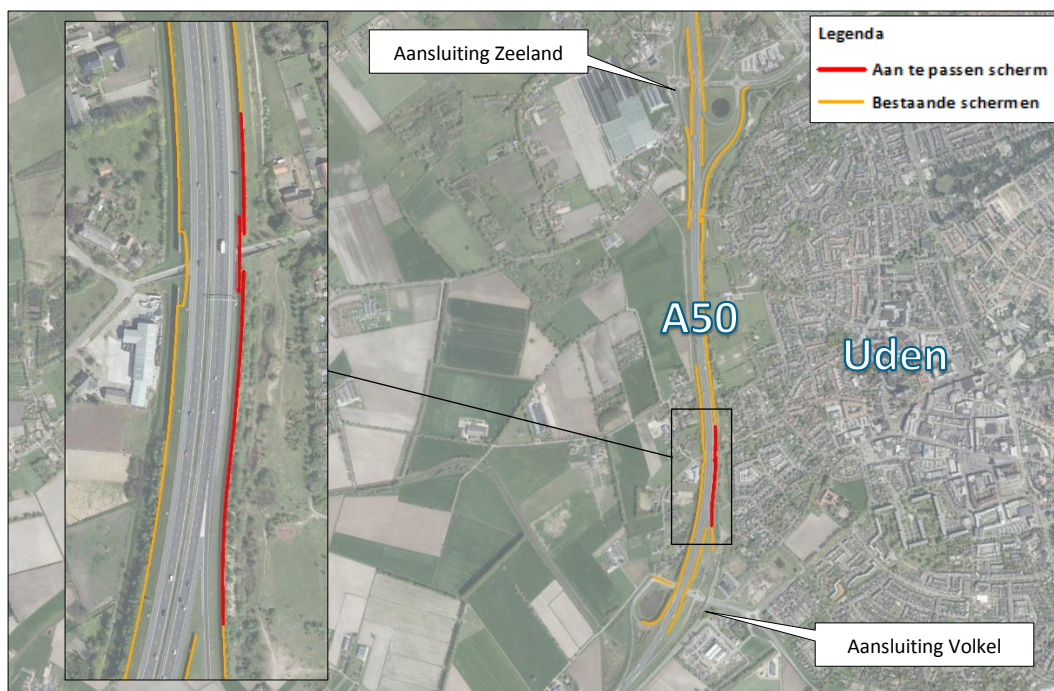 Aansluiting Zeeland
Legenda
Aan te passen scherm
Bestaande schermen
A50
Uden
Aansluiting Volkel